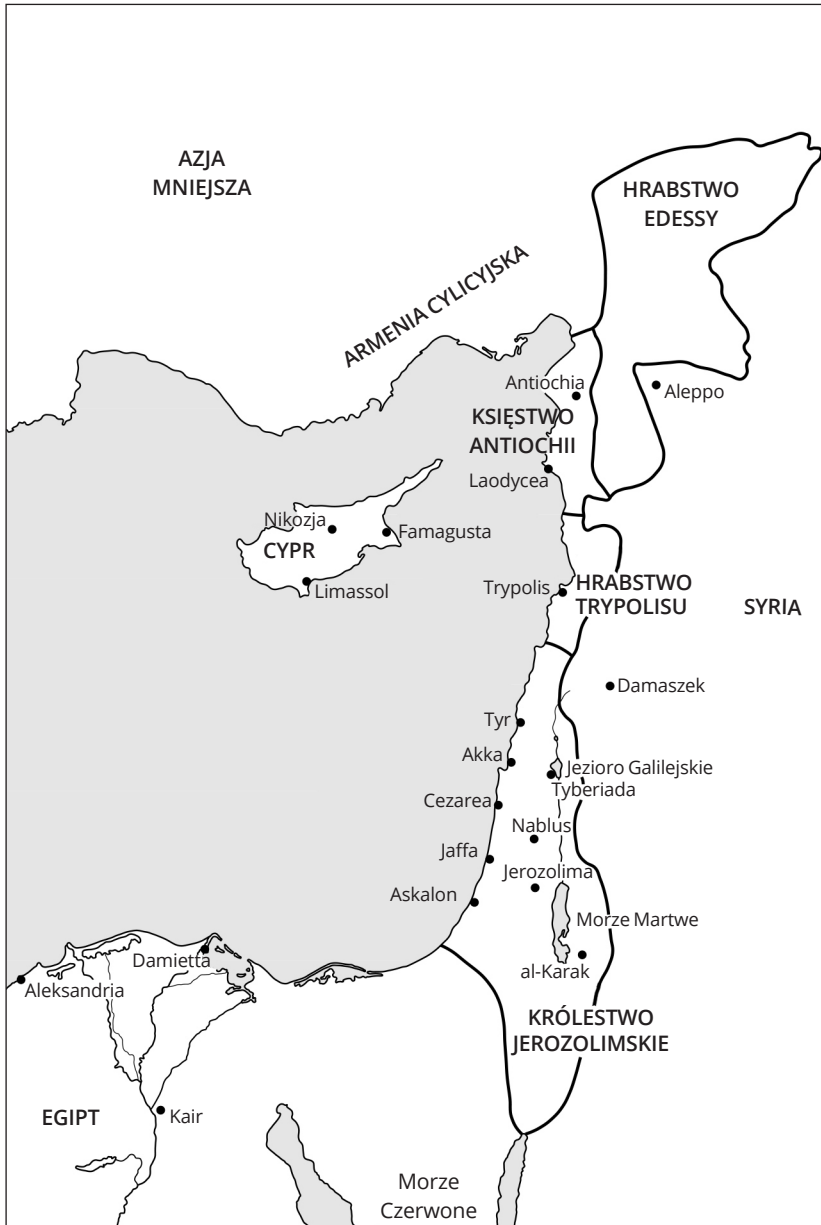 AZJA
MNIEJSZA
HRABSTWO
EDESSY
ARMENIA CYLICYJSKA
Antiochia
Aleppo
KSIĘSTWO
ANTIOCHII
Laodycea
Nikozja
Famagusta
CYPR
Limassol
Trypolis
HRABSTWO
TRYPOLISU
SYRIA
Damaszek
Tyr
Akka
Jezioro Galilejskie
Tyberiada
Cezarea
Nablus
Jaffa
Jerozolima
Askalon
Morze Martwe
Damietta
al-Karak
Aleksandria
KRÓLESTWO
JEROZOLIMSKIE
EGIPT
Kair
Morze
Czerwone